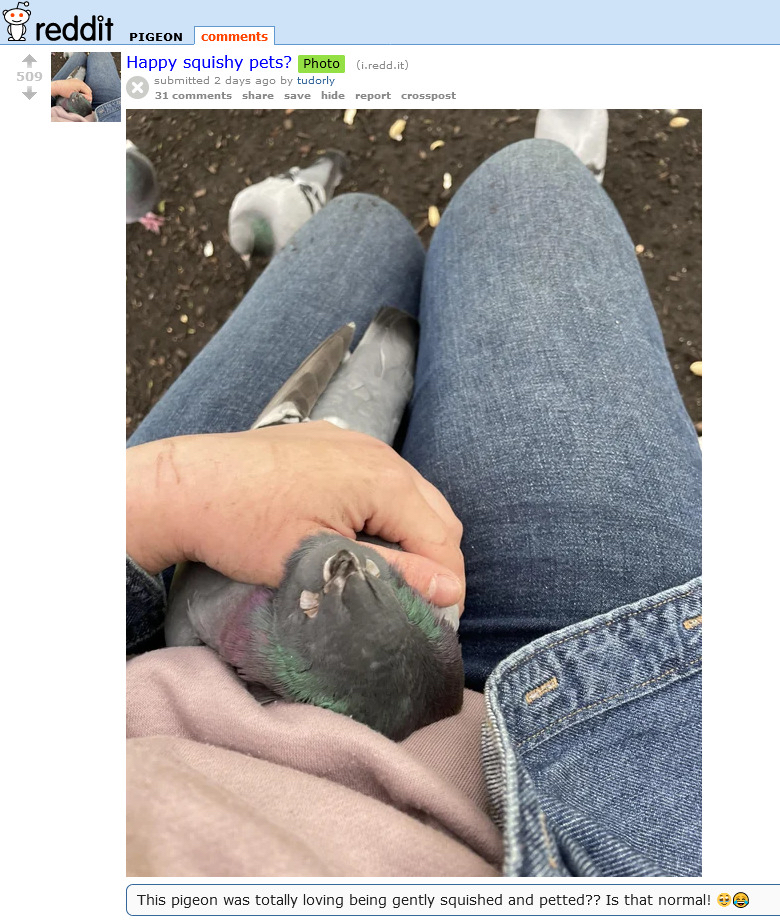 reddit PIGEON comments
509
Happy squishy pets? Photo (i.redd.it)
submitted 2 days ago by tudorly
31 comments share save hide report crosspost
This pigeon was totally loving being gently squished and petted?? Is that normal! 😌😂